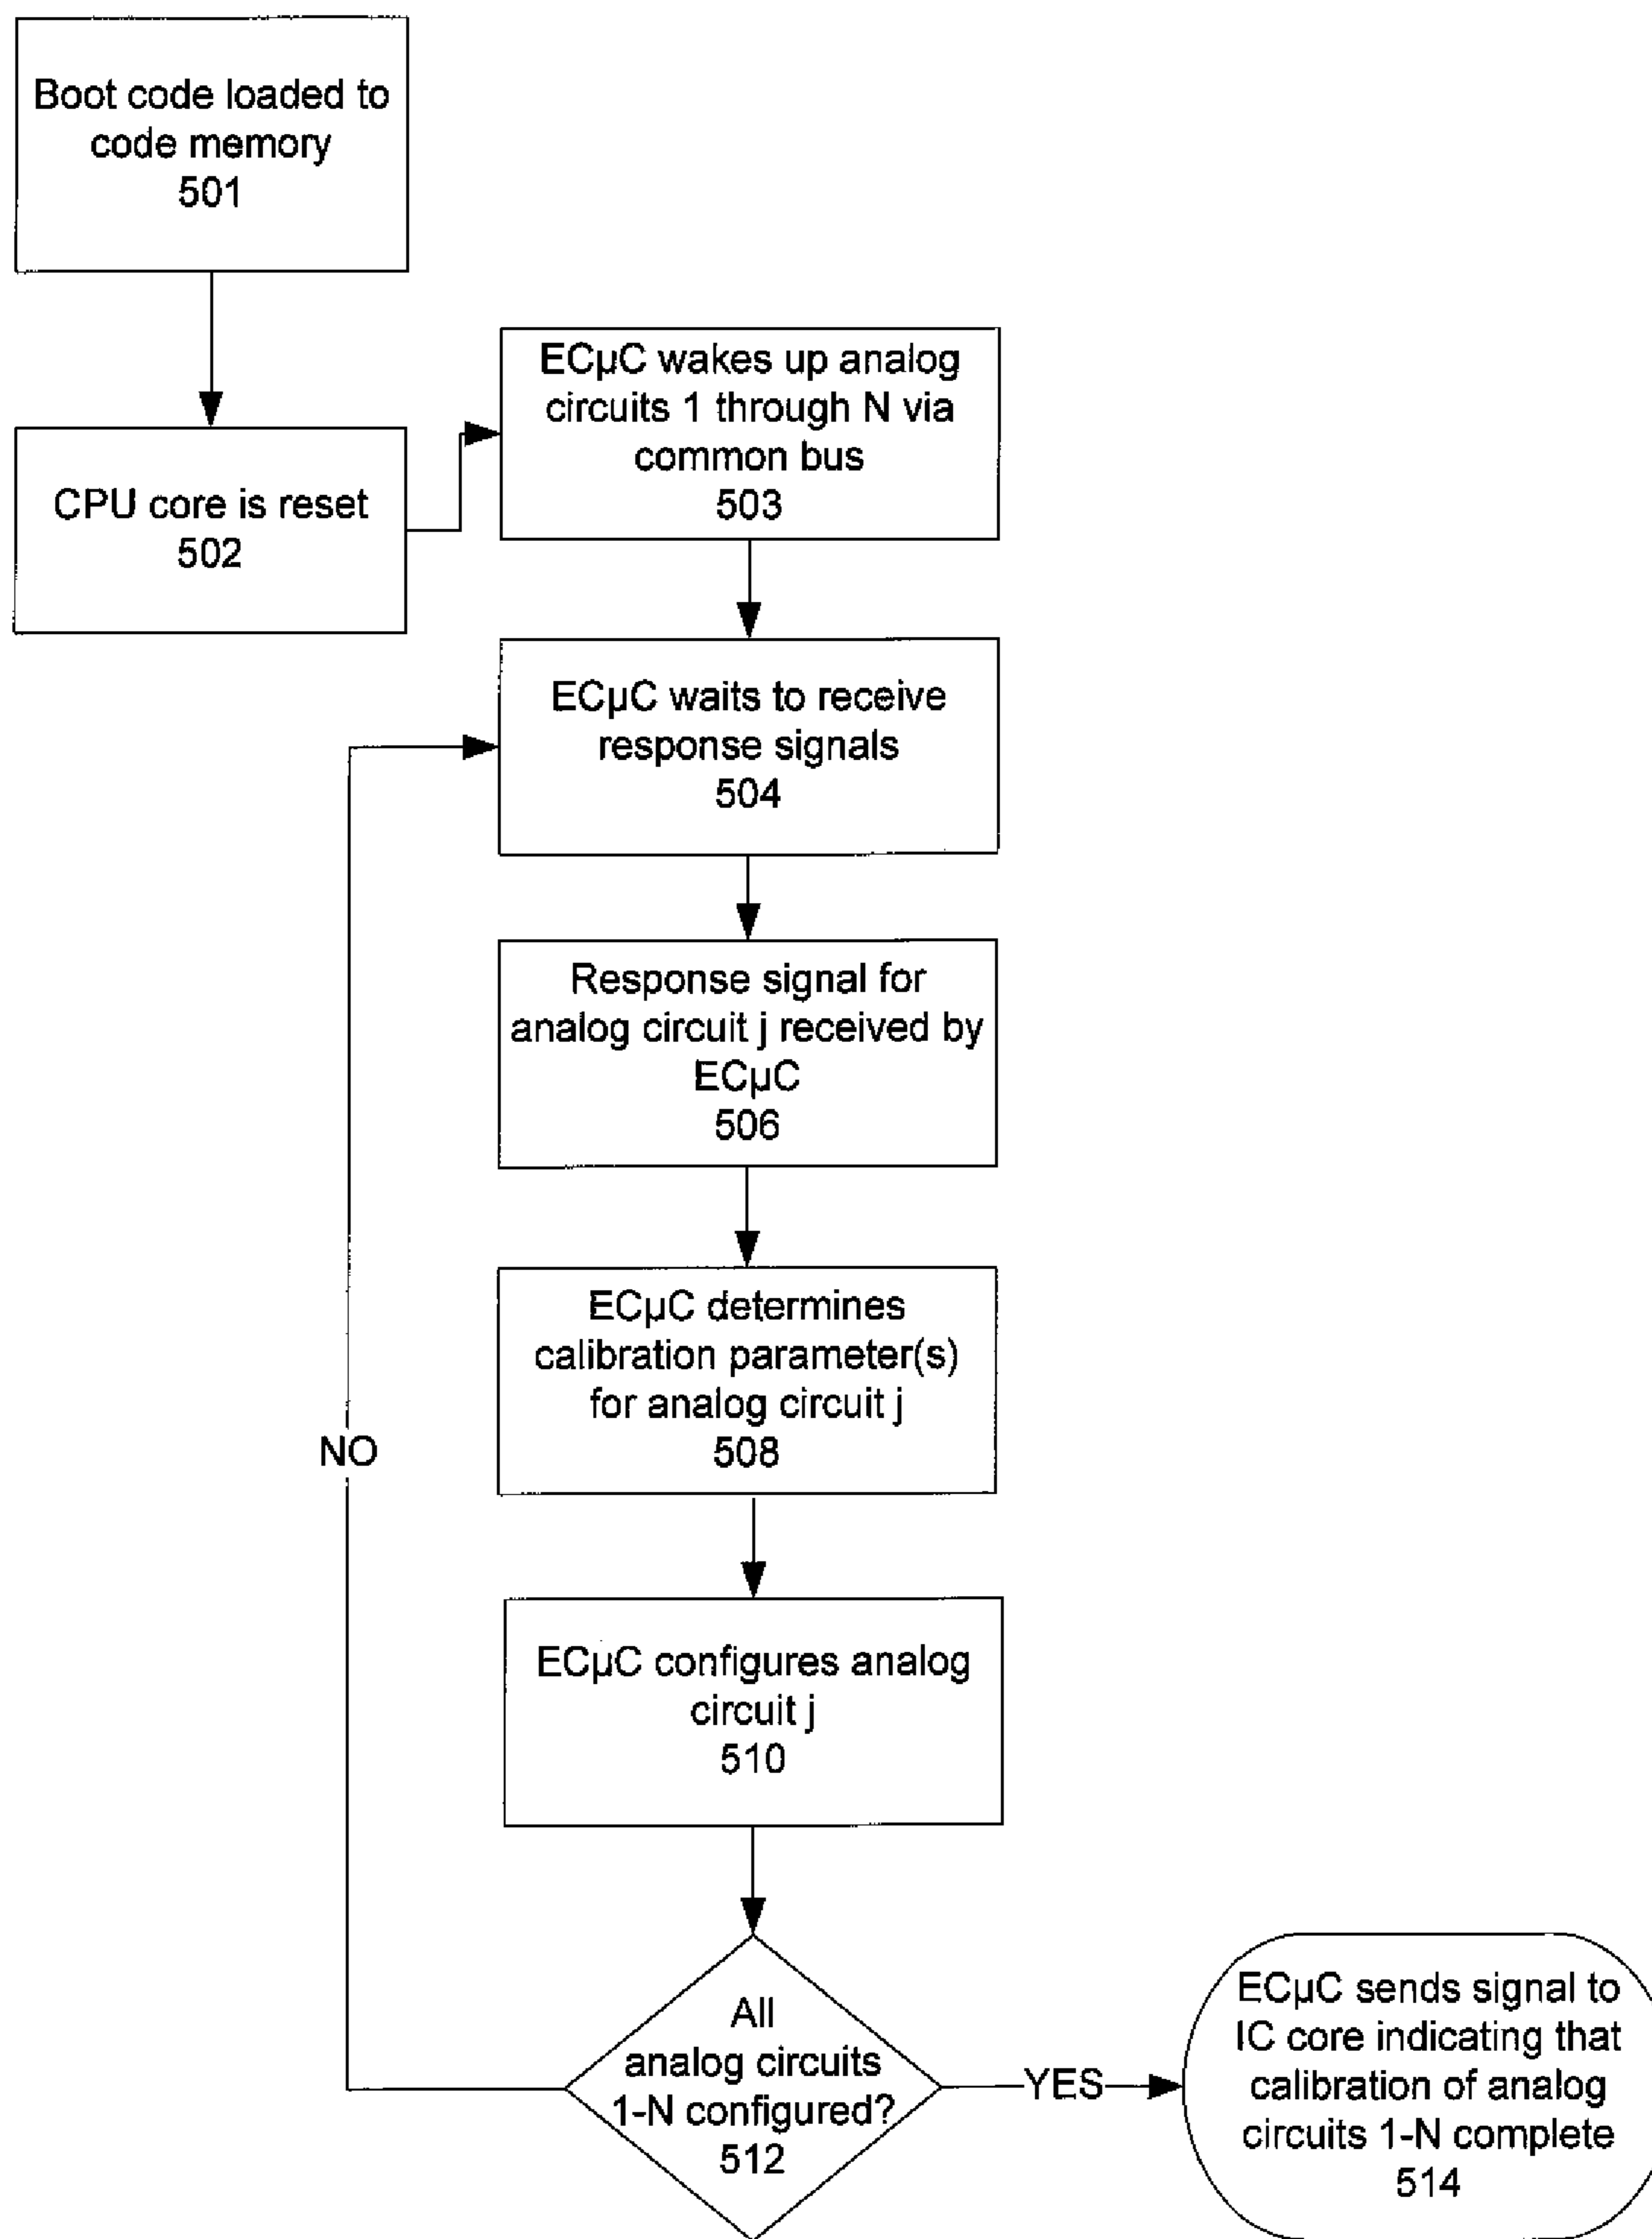 Boot code loaded to
code memory
501
CPU core is reset
502
ECµC wakes up analog
circuits 1 through N via
common bus
503
ECµC waits to receive
response signals
504
Response signal for
analog circuit j received by
ECµC
506
ECµC determines
calibration parameter(s)
for analog circuit j
508
NO
ECµC configures analog
circuit j
510
All
analog circuits
1-N configured?
512
YES
ECµC sends signal to
IC core indicating that
calibration of analog
circuits 1-N complete
514